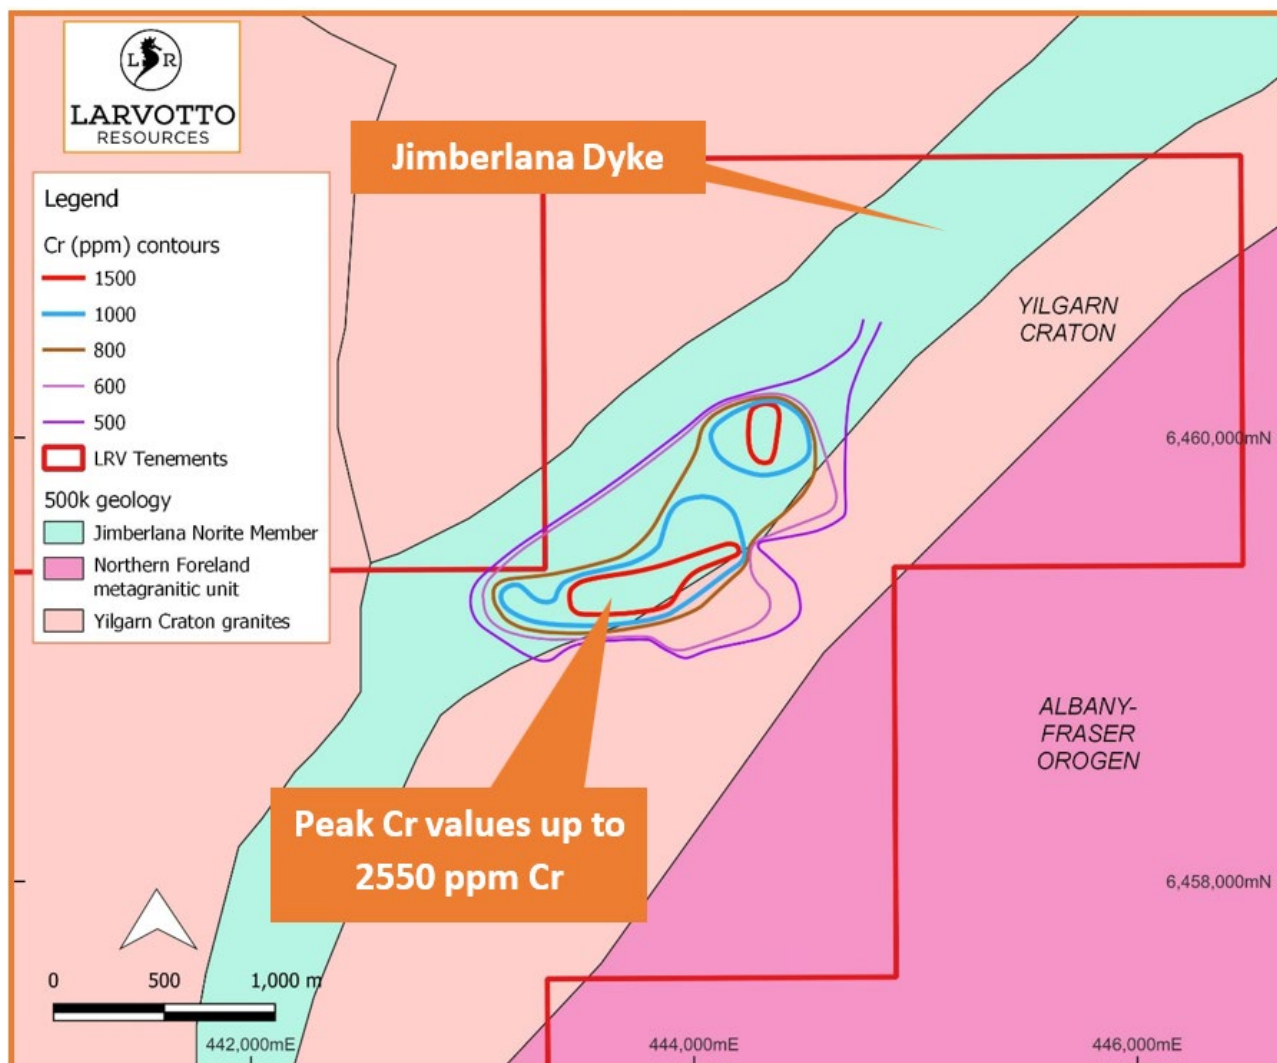 L R
LARVOTTO
RESOURCES
Jimberlana Dyke
Legend
Cr (ppm) contours
1500
1000
800
600
500
LRV Tenements
500k geology
Jimberlana Norite Member
Northern Foreland
metagranitic unit
Yilgarn Craton granites
YILGARN
CRATON
6,460,000mN
ALBANY-
FRASER
OROGEN
Peak Cr values up to
2550 ppm Cr
6,458,000mN
0 500 1,000 m
442,000mE 444,000mE 446,000mE